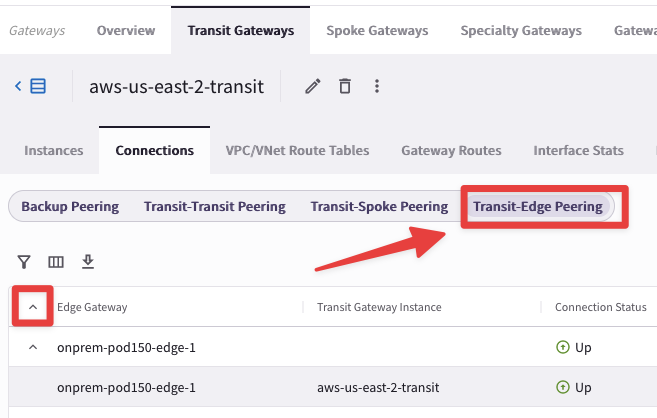 Gateways Overview Transit Gateways Spoke Gateways Specialty Gateways Gatewa
aws-us-east-2-transit
Instances Connections VPC/VNet Route Tables Gateway Routes Interface Stats
Backup Peering Transit-Transit Peering Transit-Spoke Peering Transit-Edge Peering
Edge Gateway Transit Gateway Instance Connection Status
onprem-pod150-edge-1 Up
onprem-pod150-edge-1 aws-us-east-2-transit Up